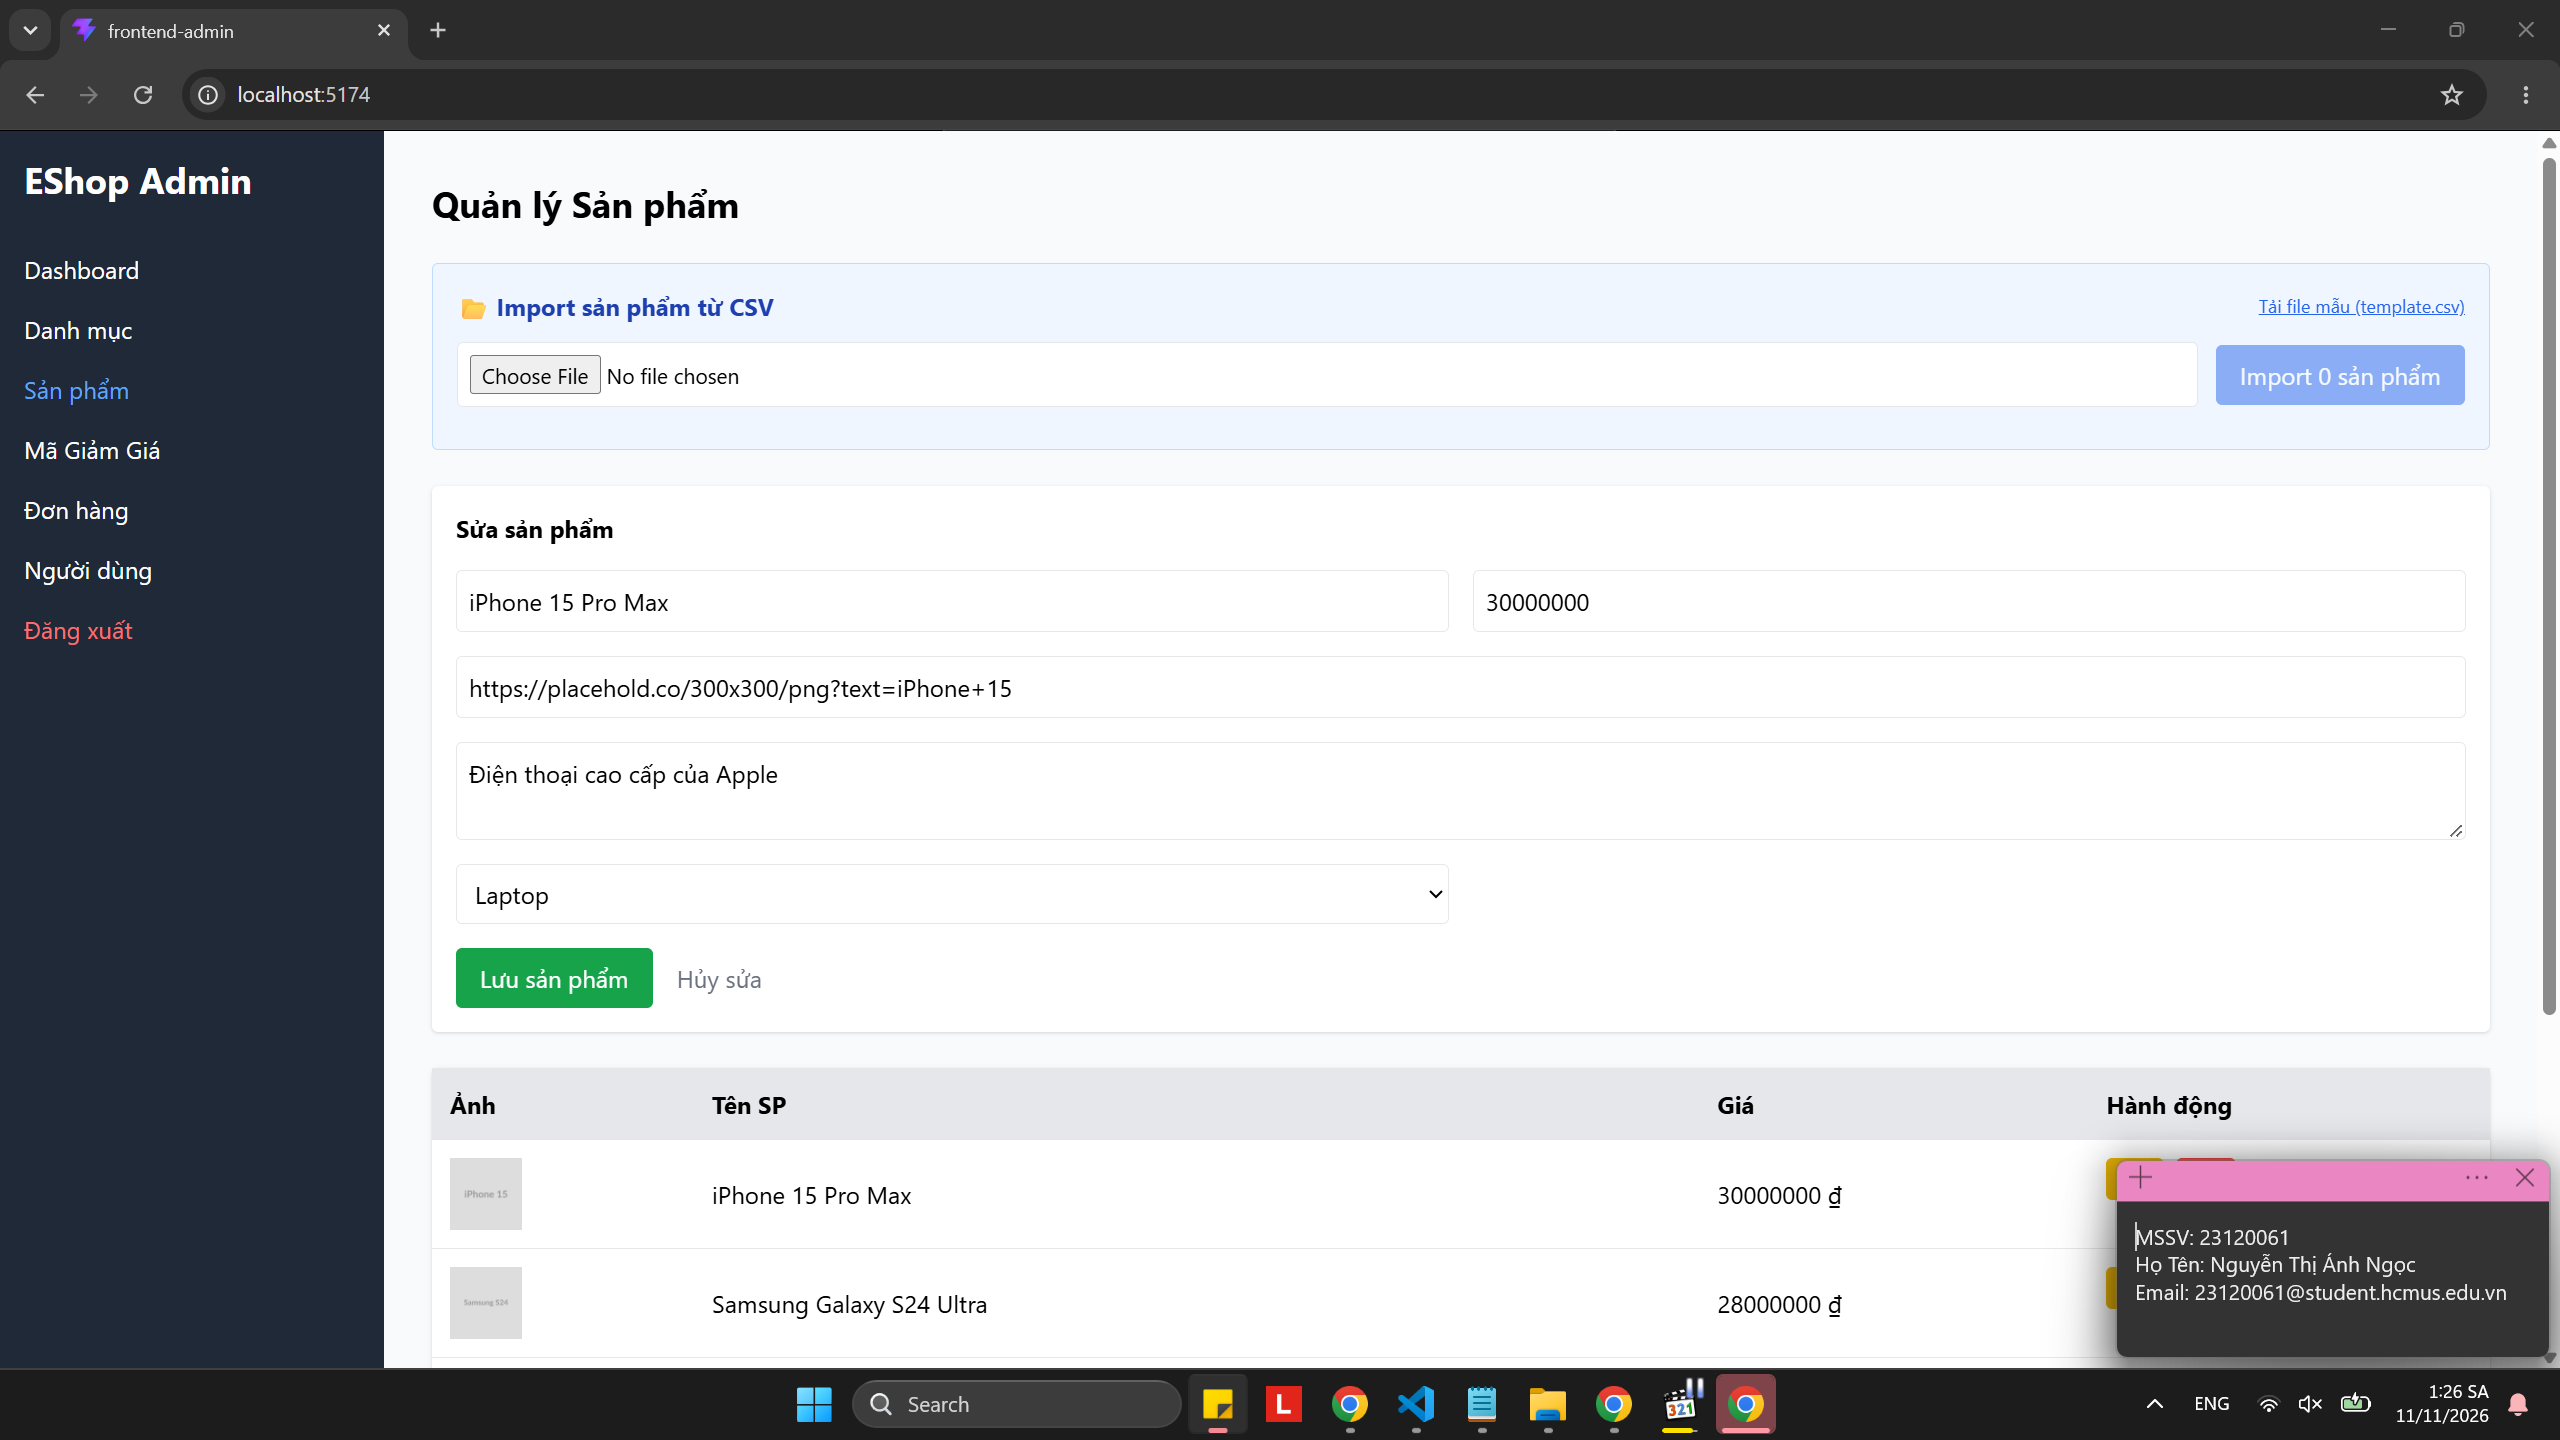 frontend-admin
localhost:5174
EShop Admin
Dashboard
Danh mục
Sản phẩm
Mã Giảm Giá
Đơn hàng
Người dùng
Đăng xuất
Quản lý Sản phẩm
Import sản phẩm từ CSV
Tải file mẫu (template.csv)
Choose File No file chosen
Import 0 sản phẩm
Sửa sản phẩm
iPhone 15 Pro Max
30000000
https://placehold.co/300x300/png?text=iPhone+15
Điện thoại cao cấp của Apple
Laptop
Lưu sản phẩm
Hủy sửa
Ảnh Tên SP Giá Hành động
iPhone 15
iPhone 15 Pro Max
30000000 ₫
Samsung S24
Samsung Galaxy S24 Ultra
28000000 ₫
MSSV: 23120061
Họ Tên: Nguyễn Thị Ánh Ngọc
Email: 23120061@student.hcmus.edu.vn
Search
L
321
ENG
1:26 SA
11/11/2026